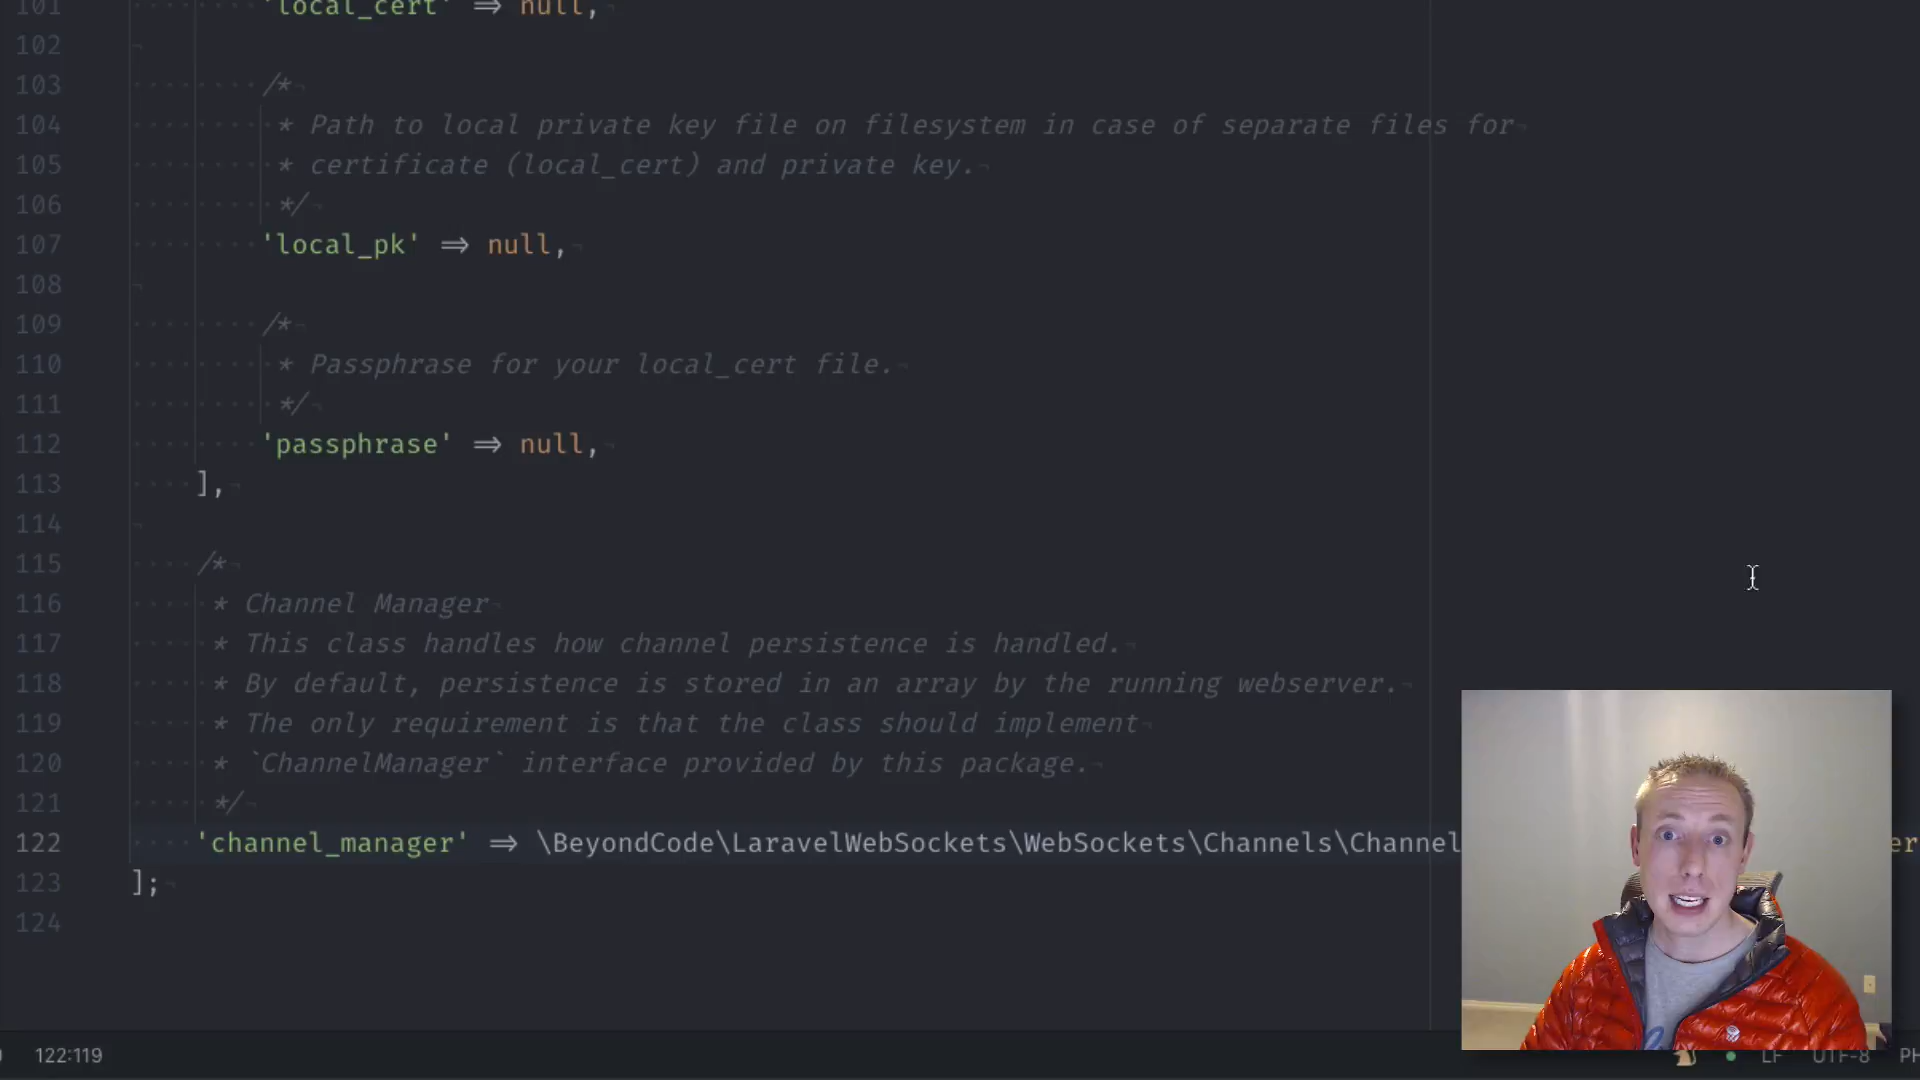 101 'local_cert' => null,
102
103 /*
104 * Path to local private key file on filesystem in case of separate files for
105 * certificate (local_cert) and private key.
106 */
107 'local_pk' => null,
108
109 /*
110 * Passphrase for your local_cert file.
111 */
112 'passphrase' => null,
113 ],
114
115 /*
116 * Channel Manager
117 * This class handles how channel persistence is handled.
118 * By default, persistence is stored in an array by the running webserver.
119 * The only requirement is that the class should implement
120 * `ChannelManager` interface provided by this package.
121 */
122 'channel_manager' => \BeyondCode\LaravelWebSockets\WebSockets\Channels\Channel er
123 ];
124
122:119 LF UTF-8 PH